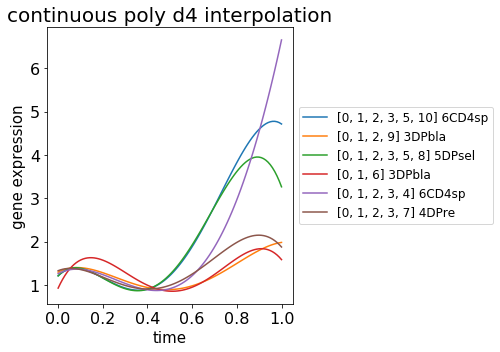 continuous poly d4 interpolation
gene expression
6
5
4
3
2
1
0.0 0.2 0.4 0.6 0.8 1.0
time
[0, 1, 2, 3, 5, 10] 6CD4sp
[0, 1, 2, 9] 3DPbla
[0, 1, 2, 3, 5, 8] 5DPsel
[0, 1, 6] 3DPbla
[0, 1, 2, 3, 4] 6CD4sp
[0, 1, 2, 3, 7] 4DPre